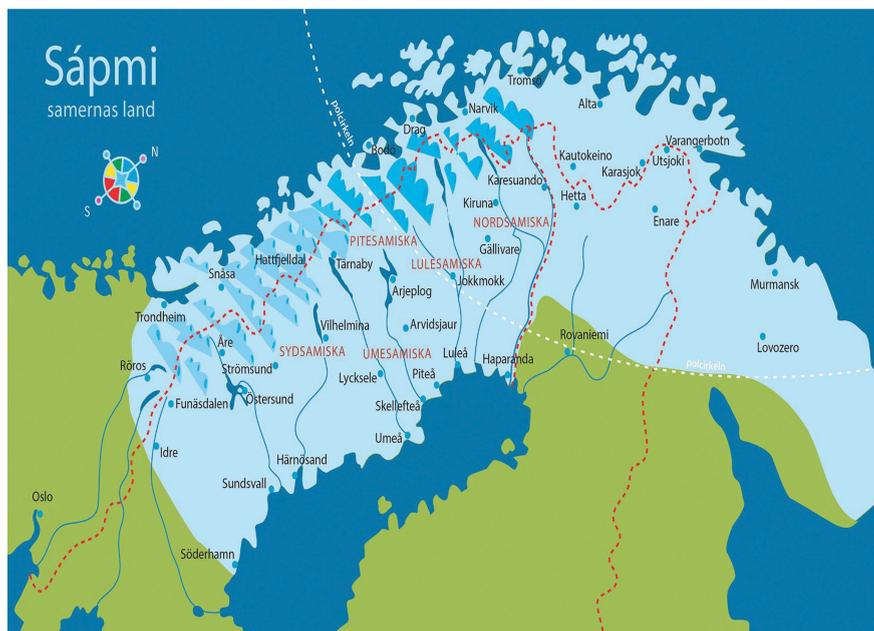 Sápmi
samernas land
N
S
polcirkeln
Tromsö
Narvik
Alta
Drag
Bodö
Varangerbotn
Kautokeino
Utsjoki
Karasjok
Karesuando
Hetta
Kiruna
Enare
NORDSAMISKA
PITESAMISKA
Gällivare
Hattfjelldal
Tärnaby
LULESAMISKA
Snåsa
Jokkmokk
Arjeplog
Murmansk
Trondheim
Vilhelmina
Arvidsjaur
Rovaniemi
Åre
Lovozero
SYDSAMISKA
UMESAMISKA
Luleå
Haparanda
Röros
Strömsund
polcirkeln
Lycksele
Piteå
Funäsdalen
Östersund
Skellefteå
Umeå
Idre
Härnösand
Sundsvall
Oslo
Söderhamn